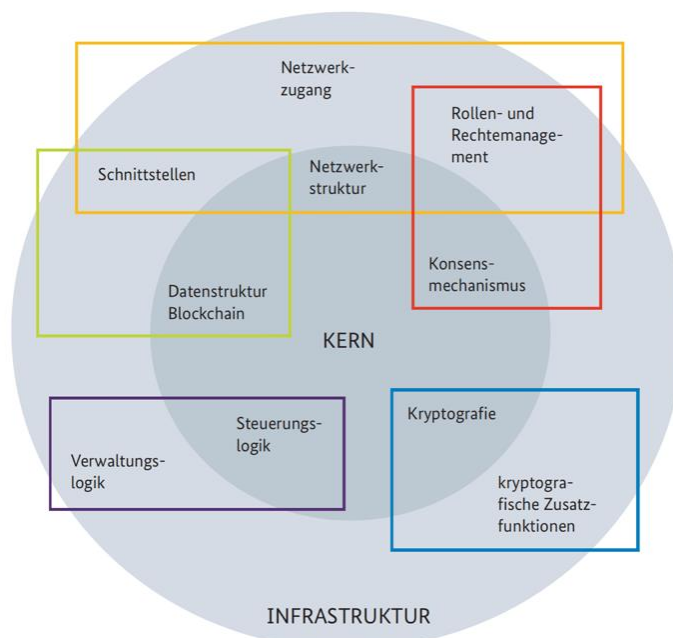 Netzwerk-
zugang
Rollen- und
Rechtemanage-
ment
Schnittstellen
Netzwerk-
struktur
Konsens-
mechanismus
Datenstruktur
Blockchain
KERN
Kryptografie
Steuerungs-
logik
Verwaltungs-
logik
kryptogra-
fische Zusatz-
funktionen
INFRASTRUKTUR